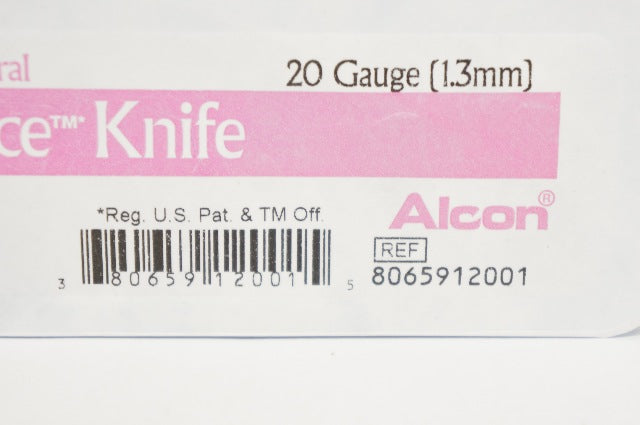 ral
20 Gauge (1.3mm)
ce™* Knife
*Reg. U.S. Pat. & TM Off.
Alcon®
REF
8065912001
3 80659 12001 5